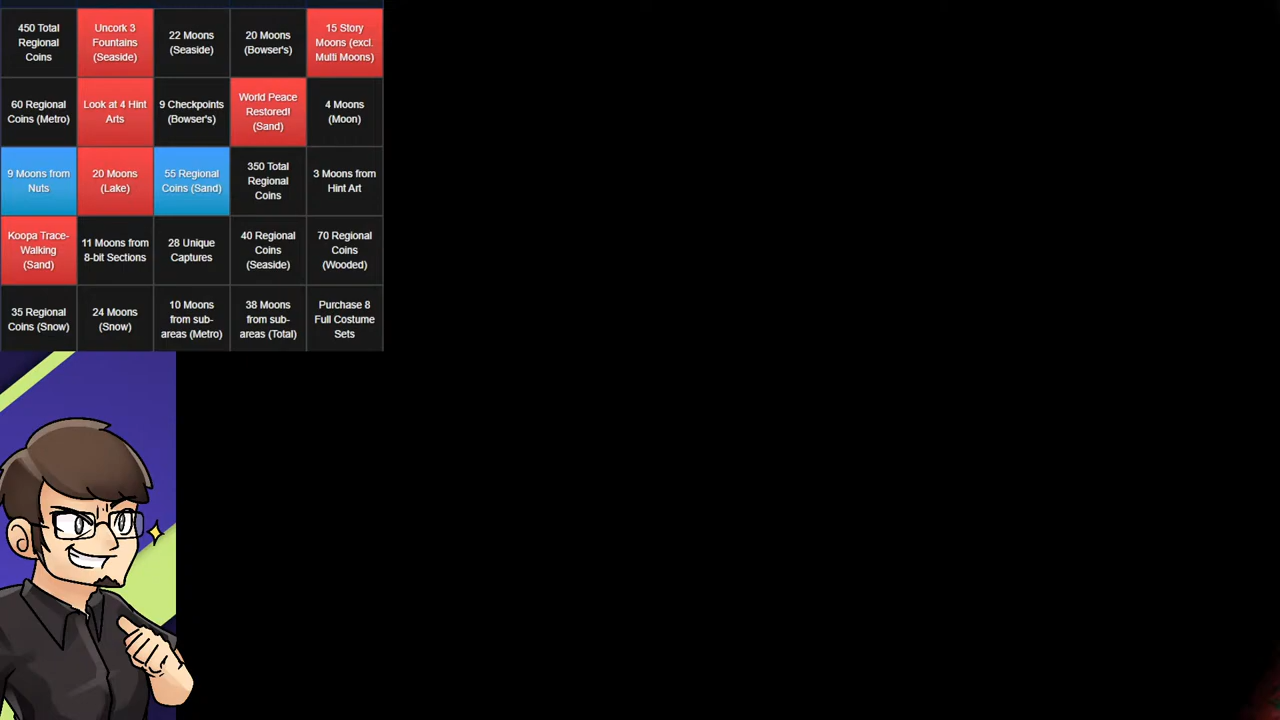 450 Total
Regional
Coins
Uncork 3
Fountains
(Seaside)
22 Moons
(Seaside)
20 Moons
(Bowser's)
15 Story
Moons (excl.
Multi Moons)
60 Regional
Coins (Metro)
Look at 4 Hint
Arts
9 Checkpoints
(Bowser's)
World Peace
Restored!
(Sand)
4 Moons
(Moon)
9 Moons from
Nuts
20 Moons
(Lake)
55 Regional
Coins (Sand)
350 Total
Regional
Coins
3 Moons from
Hint Art
Koopa Trace-
Walking
(Sand)
11 Moons from
8-bit Sections
28 Unique
Captures
40 Regional
Coins
(Seaside)
70 Regional
Coins
(Wooded)
35 Regional
Coins (Snow)
24 Moons
(Snow)
10 Moons
from sub-
areas (Metro)
38 Moons
from sub-
areas (Total)
Purchase 8
Full Costume
Sets